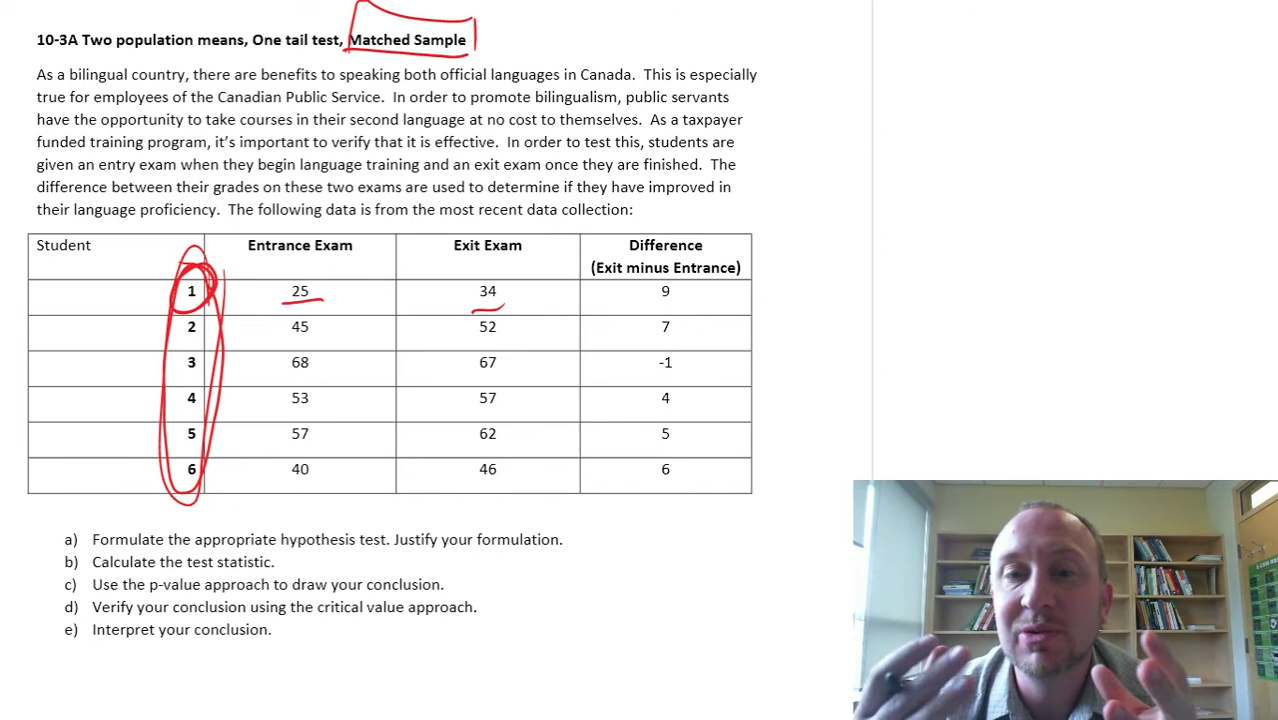 10-3A Two population means, One tail test, Matched Sample
As a bilingual country, there are benefits to speaking both official languages in Canada. This is especially
true for employees of the Canadian Public Service. In order to promote bilingualism, public servants
have the opportunity to take courses in their second language at no cost to themselves. As a taxpayer
funded training program, it's important to verify that it is effective. In order to test this, students are
given an entry exam when they begin language training and an exit exam once they are finished. The
difference between their grades on these two exams are used to determine if they have improved in
their language proficiency. The following data is from the most recent data collection:
Student Entrance Exam Exit Exam Difference
(Exit minus Entrance)
1 25 34 9
2 45 52 7
3 68 67 -1
4 53 57 4
5 57 62 5
6 40 46 6
a) Formulate the appropriate hypothesis test. Justify your formulation.
b) Calculate the test statistic.
c) Use the p-value approach to draw your conclusion.
d) Verify your conclusion using the critical value approach.
e) Interpret your conclusion.